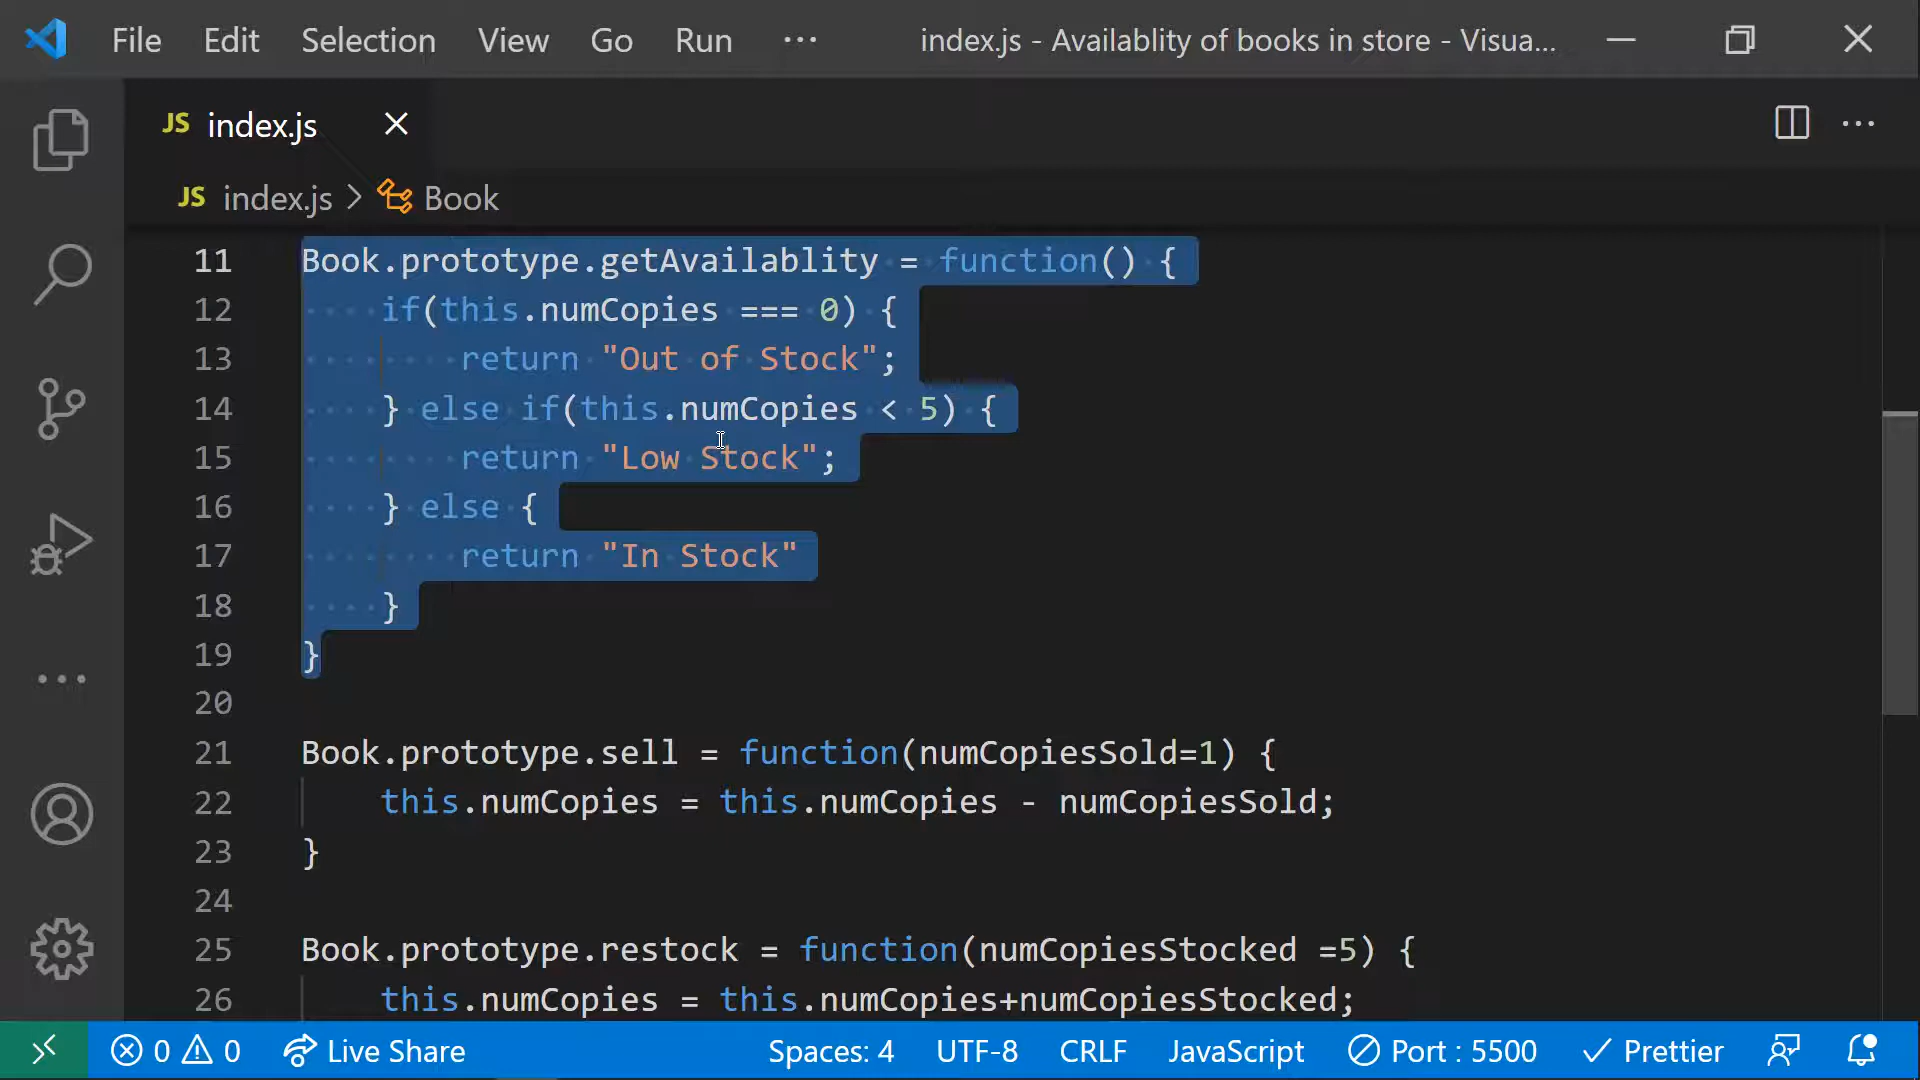 File Edit Selection View Go Run ··· index.js - Availablity of books in store - Visua...
JS index.js
JS index.js > Book
11 Book.prototype.getAvailablity = function() {
12 if(this.numCopies === 0) {
13 return "Out of Stock";
14 } else if(this.numCopies < 5) {
15 return "Low Stock";
16 } else {
17 return "In Stock"
18 }
19 }
20
21 Book.prototype.sell = function(numCopiesSold=1) {
22 this.numCopies = this.numCopies - numCopiesSold;
23 }
24
25 Book.prototype.restock = function(numCopiesStocked =5) {
26 this.numCopies = this.numCopies+numCopiesStocked;
0 0 Live Share Spaces: 4 UTF-8 CRLF JavaScript Port : 5500 Prettier